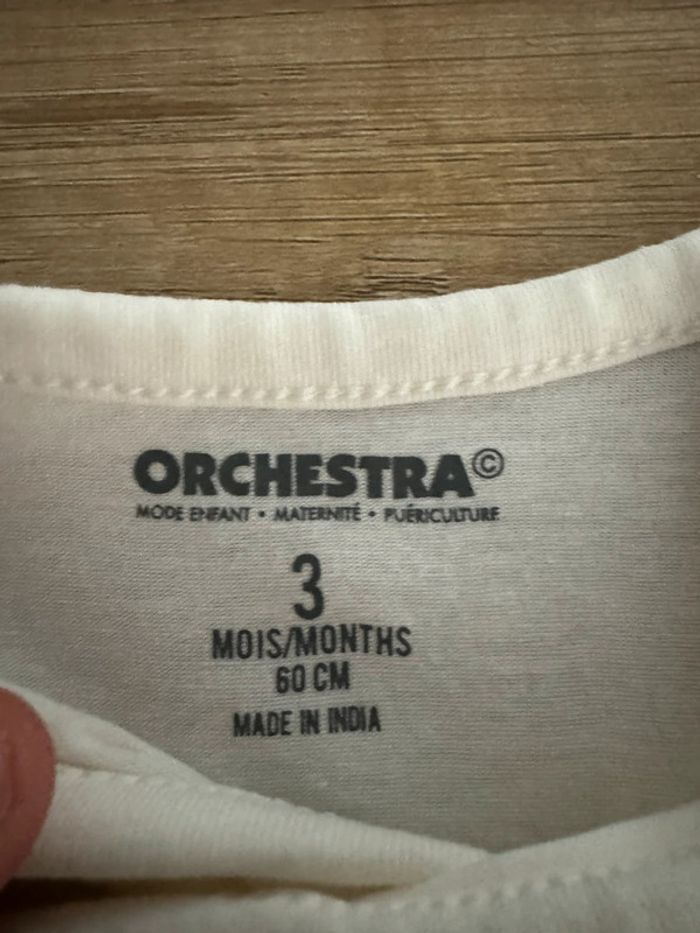 ORCHESTRA©
MODE ENFANT • MATERNITÉ • PUÉRICULTURE
3
MOIS/MONTHS
60 CM
MADE IN INDIA